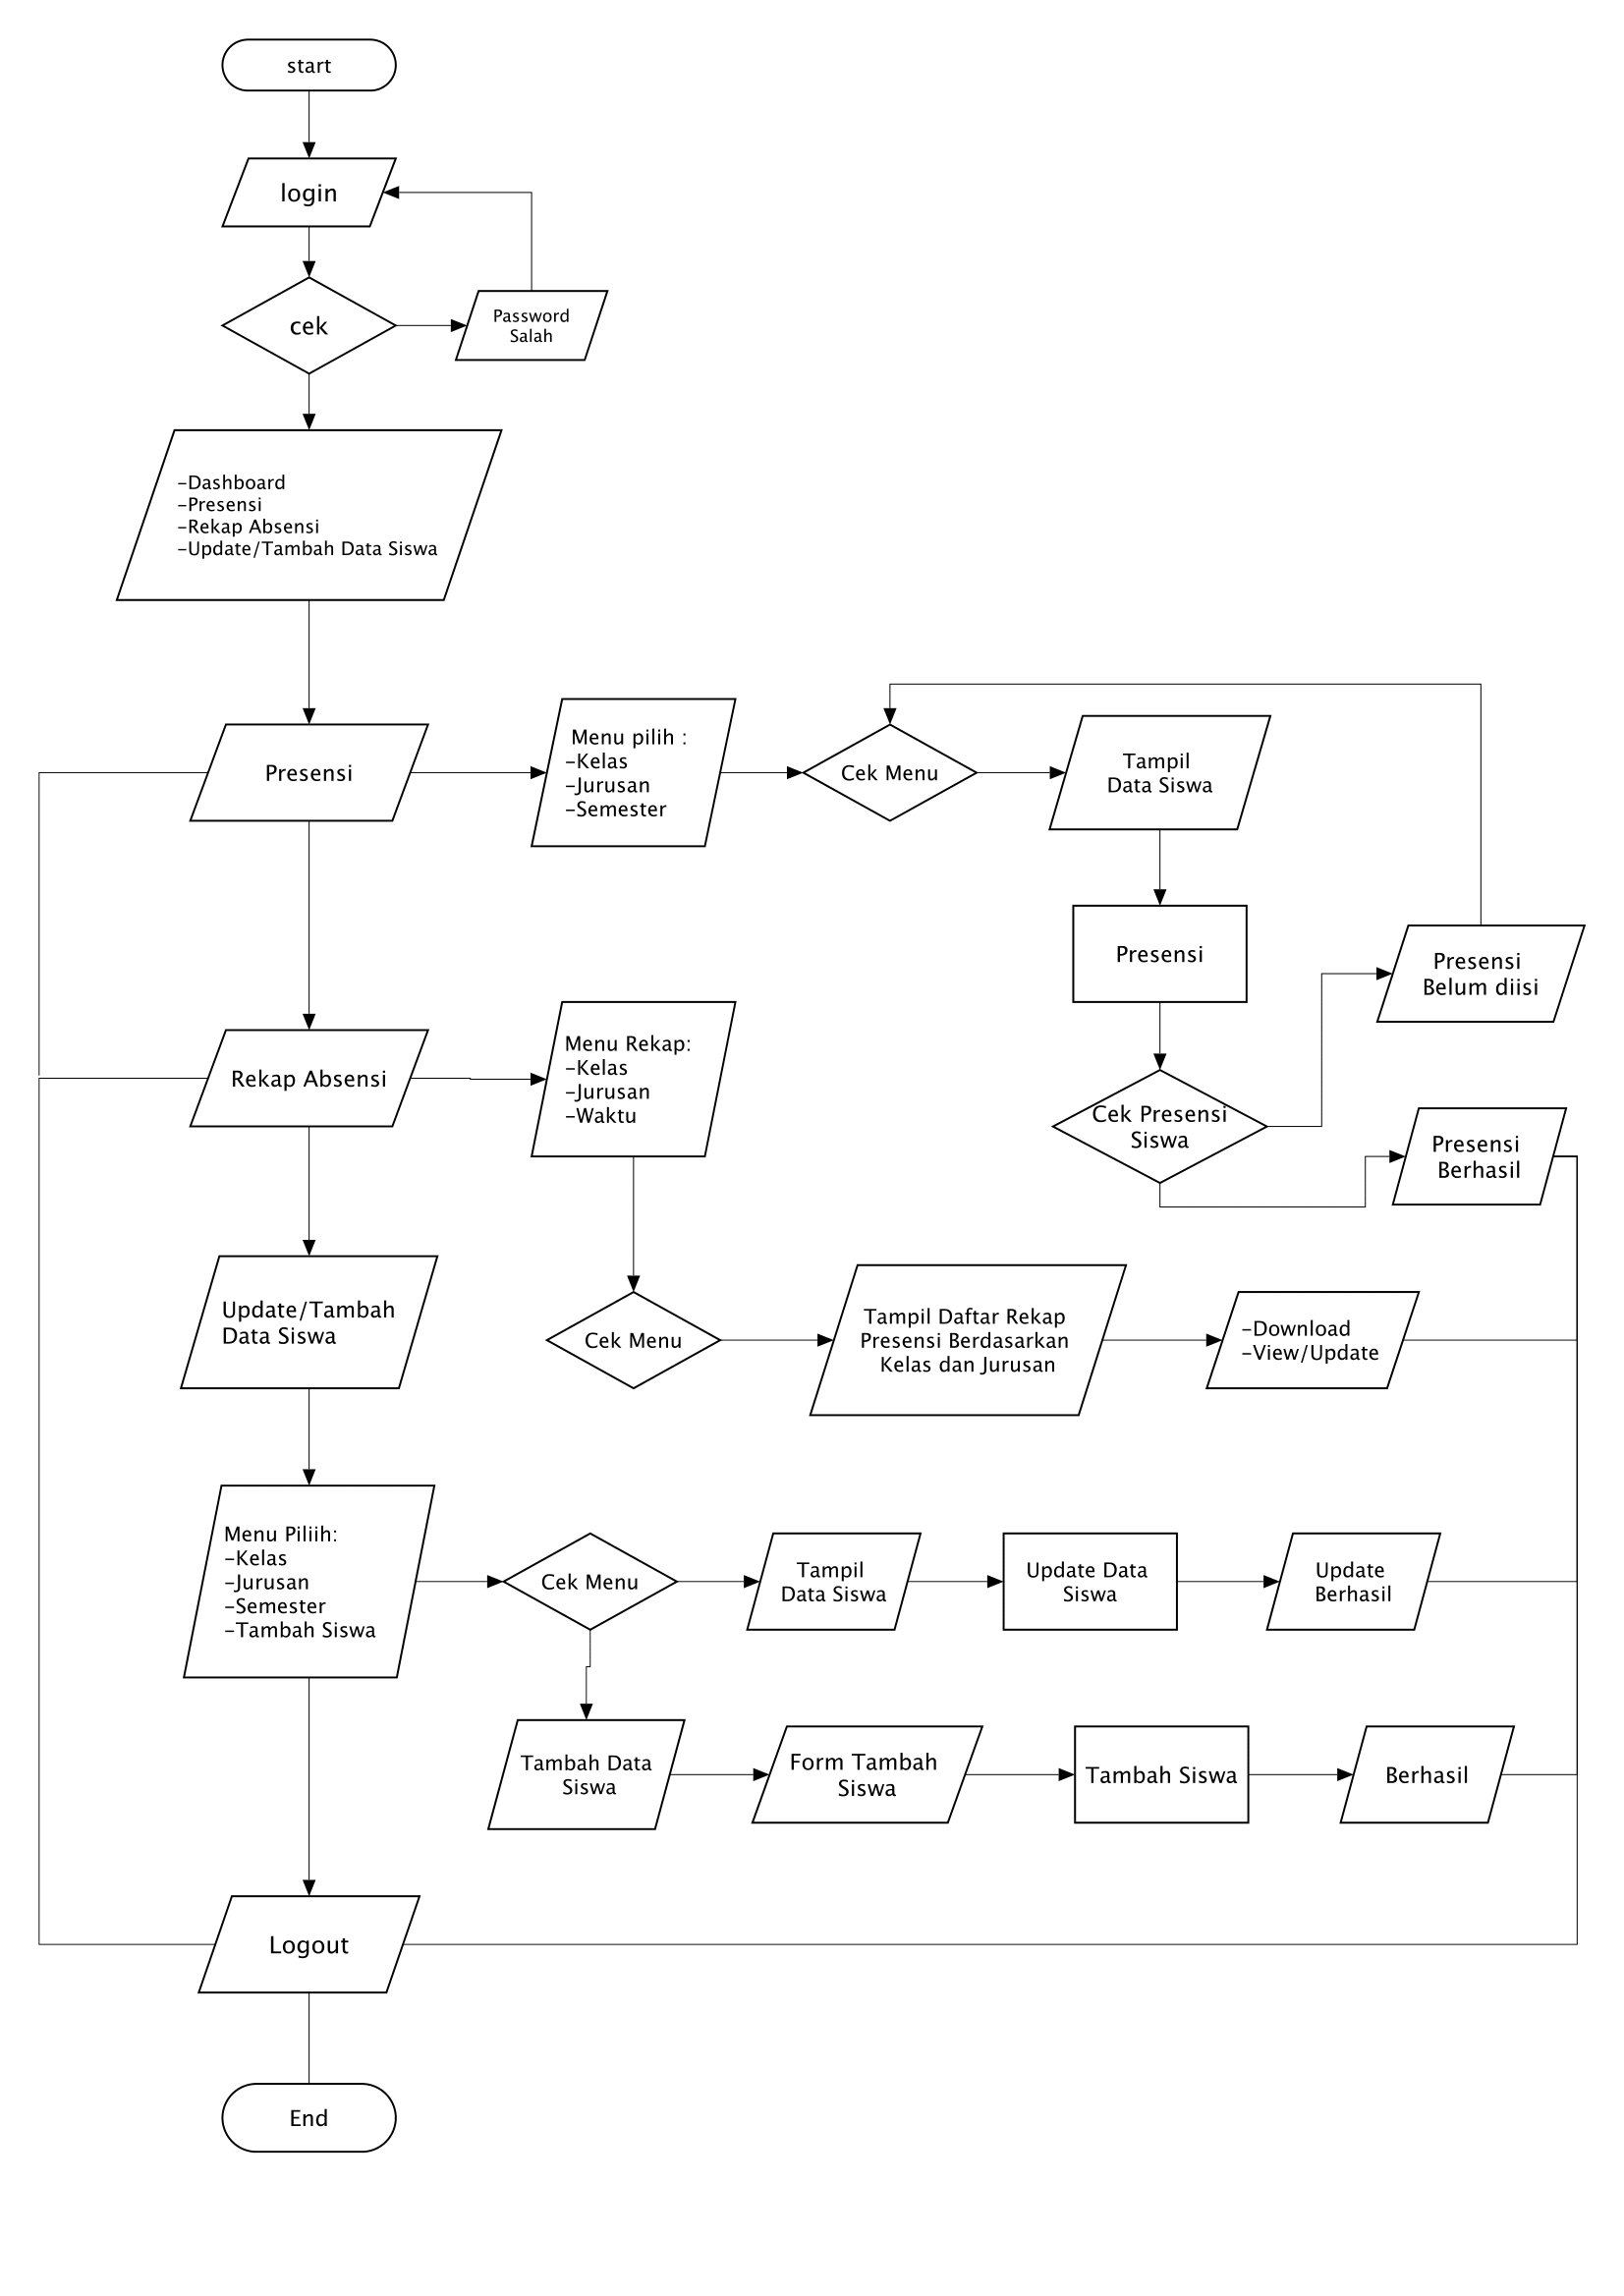 start
login
cek
Password
Salah
-Dashboard
-Presensi
-Rekap Absensi
-Update/Tambah Data Siswa
Presensi
Menu pilih :
-Kelas
-Jurusan
-Semester
Cek Menu
Tampil
Data Siswa
Presensi
Presensi
Belum diisi
Rekap Absensi
Menu Rekap:
-Kelas
-Jurusan
-Waktu
Cek Presensi
Siswa
Presensi
Berhasil
Update/Tambah
Data Siswa
Cek Menu
Tampil Daftar Rekap
Presensi Berdasarkan
Kelas dan Jurusan
-Download
-View/Update
Menu Piliih:
-Kelas
-Jurusan
-Semester
-Tambah Siswa
Cek Menu
Tampil
Data Siswa
Update Data
Siswa
Update
Berhasil
Tambah Data
Siswa
Form Tambah
Siswa
Tambah Siswa
Berhasil
Logout
End